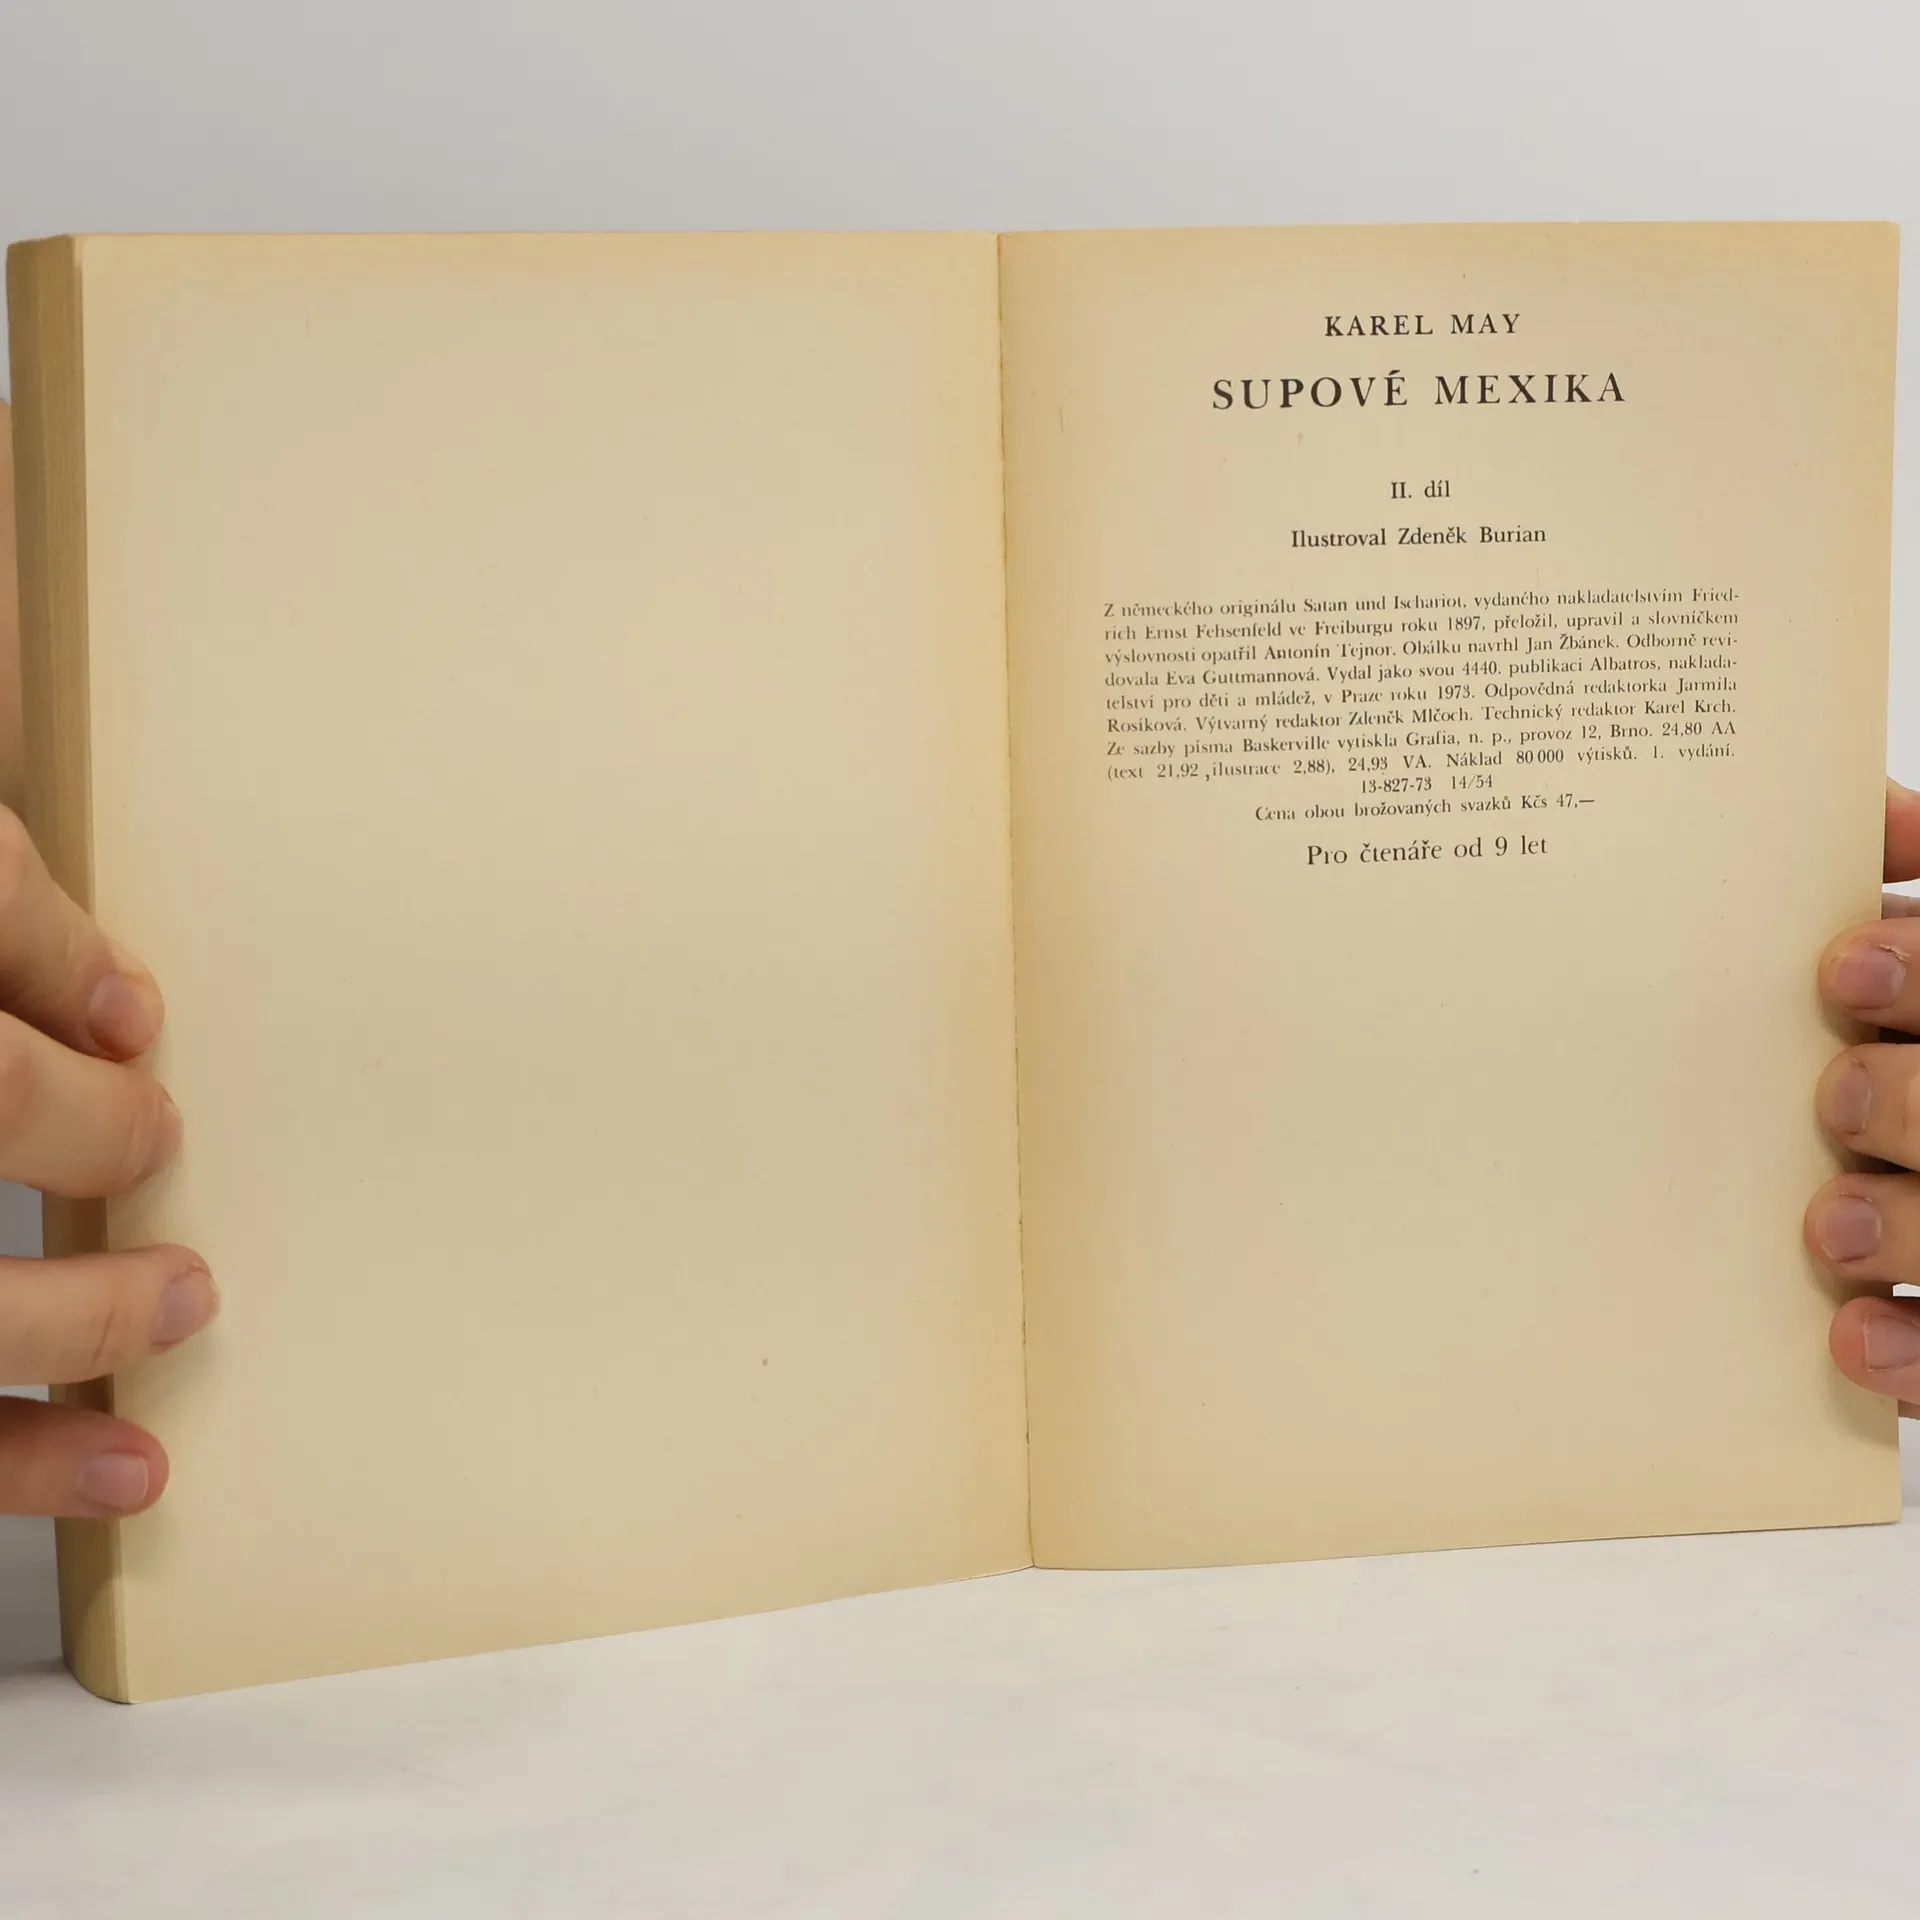 KAREL MAY
SUPOVÉ MEXIKA
II. díl
Ilustroval Zdeněk Burian
Z německého originálu Satan und Ischariot, vydaného nakladatelstvím Fried-
rich Ernst Fehsenfeld ve Freiburgu roku 1897, přeložil, upravil a slovníčkem
výslovnosti opatřil Antonín Tejnor. Obálku navrhl Jan Žbánek. Odborně revi-
dovala Eva Guttmannová. Vydal jako svou 4440. publikaci Albatros, naklada-
telství pro děti a mládež, v Praze roku 1973. Odpovědná redaktorka Jarmila
Rosíková. Výtvarný redaktor Zdeněk Mlčoch. Technický redaktor Karel Krch.
Ze sazby písma Baskerville vytiskla Grafia, n. p., provoz 12, Brno. 24,80 AA
(text 21,92 ,ilustrace 2,88), 24,93 VA. Náklad 80 000 výtisků. 1. vydání.
13-827-73 14/54
Cena obou brožovaných svazků Kčs 47,—
Pro čtenáře od 9 let